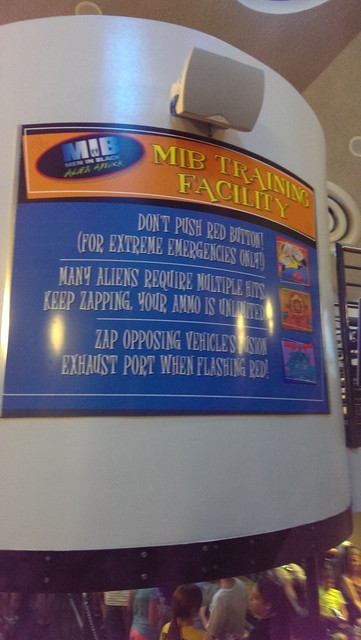 MIB
MEN IN BLACK
ALIEN ATTACK
MIB TRAINING
FACILITY
DON'T PUSH RED BUTTON!
(FOR EXTREME EMERGENCIES ONLY!)
MANY ALIENS REQUIRE MULTIPLE HITS.
KEEP ZAPPING, YOUR AMMO IS UNLIMITED
ZAP OPPOSING VEHICLE'S FUSION
EXHAUST PORT WHEN FLASHING RED!